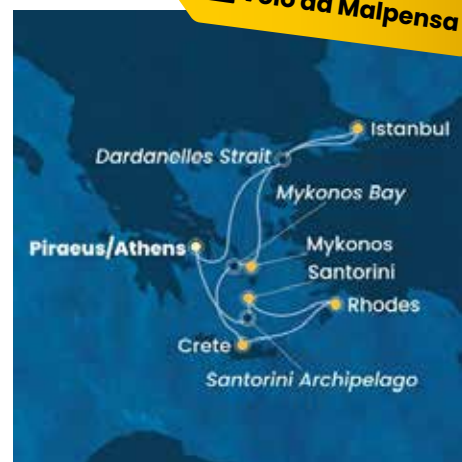 da Malpensa
Istanbul
Dardanelles Strait
Mykonos Bay
Piraeus/Athens
Mykonos
Santorini
Rhodes
Crete
Santorini Archipelago